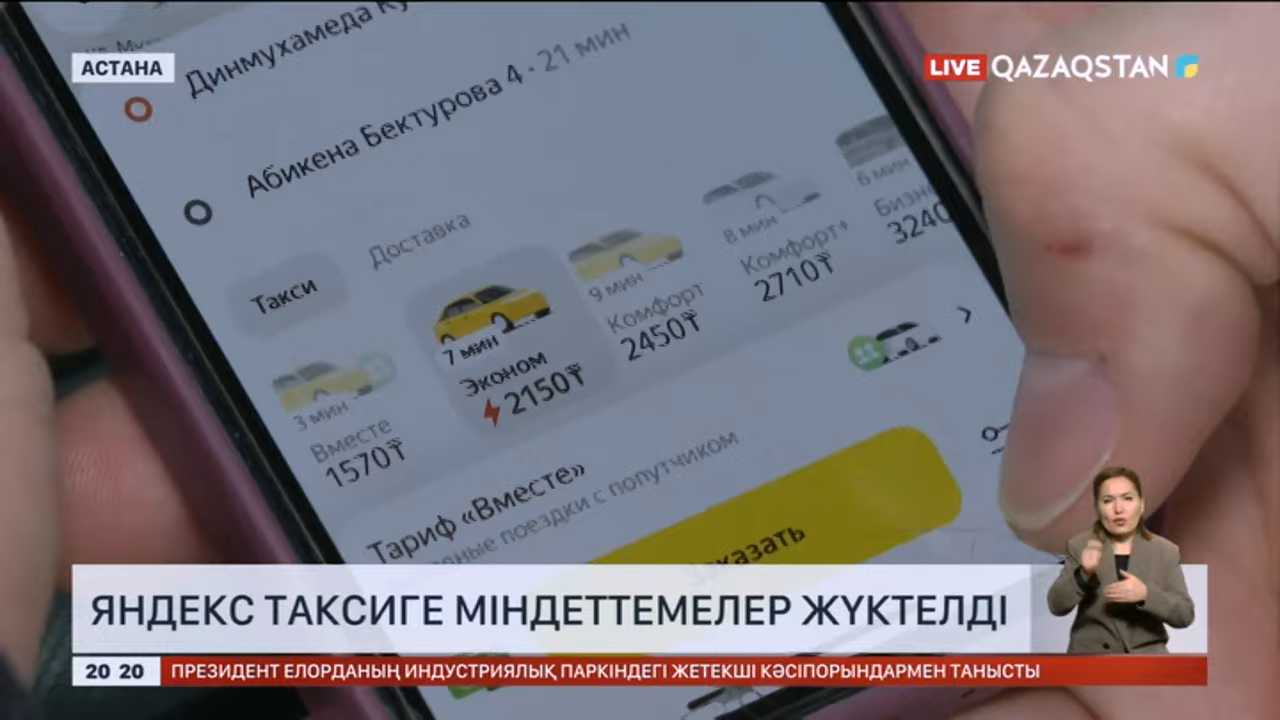 АСТАНА
LIVE QAZAQSTAN
Динмухамеда
Абикена Бектурова 4 · 21 мин
Такси
Доставка
3 мин
Вместе
1570₸
7 мин
Эконом
2150₸
9 мин
Комфорт
2450₸
8 мин
Комфорт+
2710₸
6 мин
3240
Тариф «Вместе»
поездки с попутчиком
ЯНДЕКС ТАКСИГЕ МІНДЕТТЕМЕЛЕР ЖҮКТЕЛДІ
20 20
ПРЕЗИДЕНТ ЕЛОРДАНЫҢ ИНДУСТРИЯЛЫҚ ПАРКІНДЕГІ ЖЕТЕКШІ КӘСІПОРЫНДАРМЕН ТАНЫСТЫ